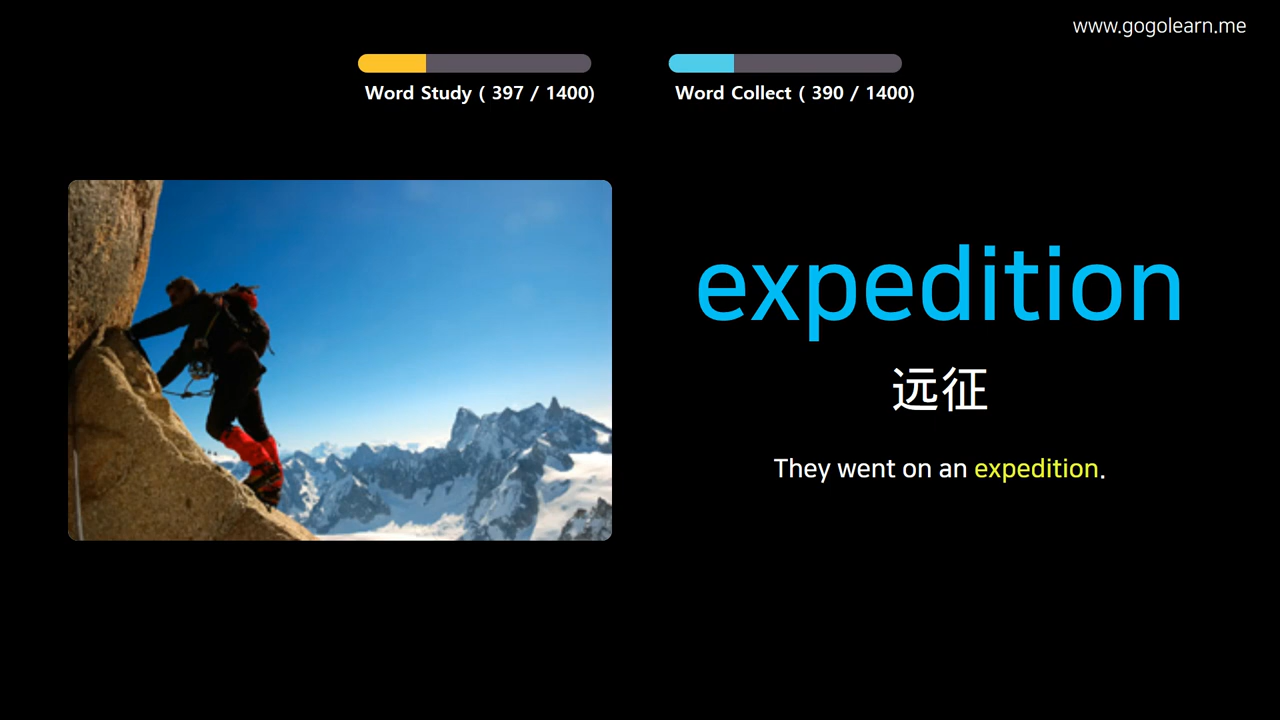 www.gogolearn.me
Word Study ( 397 / 1400)
Word Collect ( 390 / 1400)
expedition
远征
They went on an expedition.